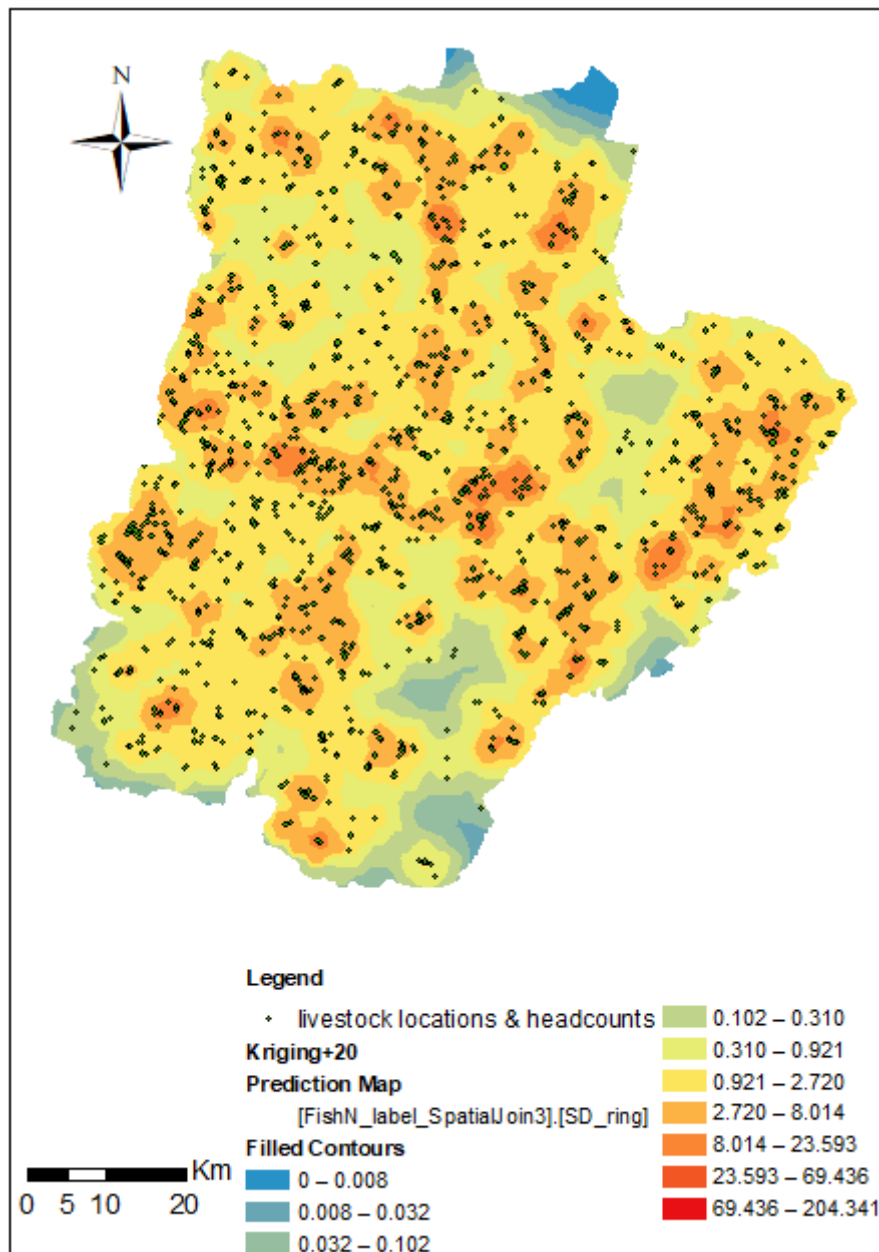 N
Legend
livestock locations & headcounts
Kriging+20
Prediction Map
[FishN_label_SpatialJoin3].[SD_ring]
Filled Contours
0 – 0.008
0.008 – 0.032
0.032 – 0.102
0.102 – 0.310
0.310 – 0.921
0.921 – 2.720
2.720 – 8.014
8.014 – 23.593
23.593 – 69.436
69.436 – 204.341
Km
0 5 10 20